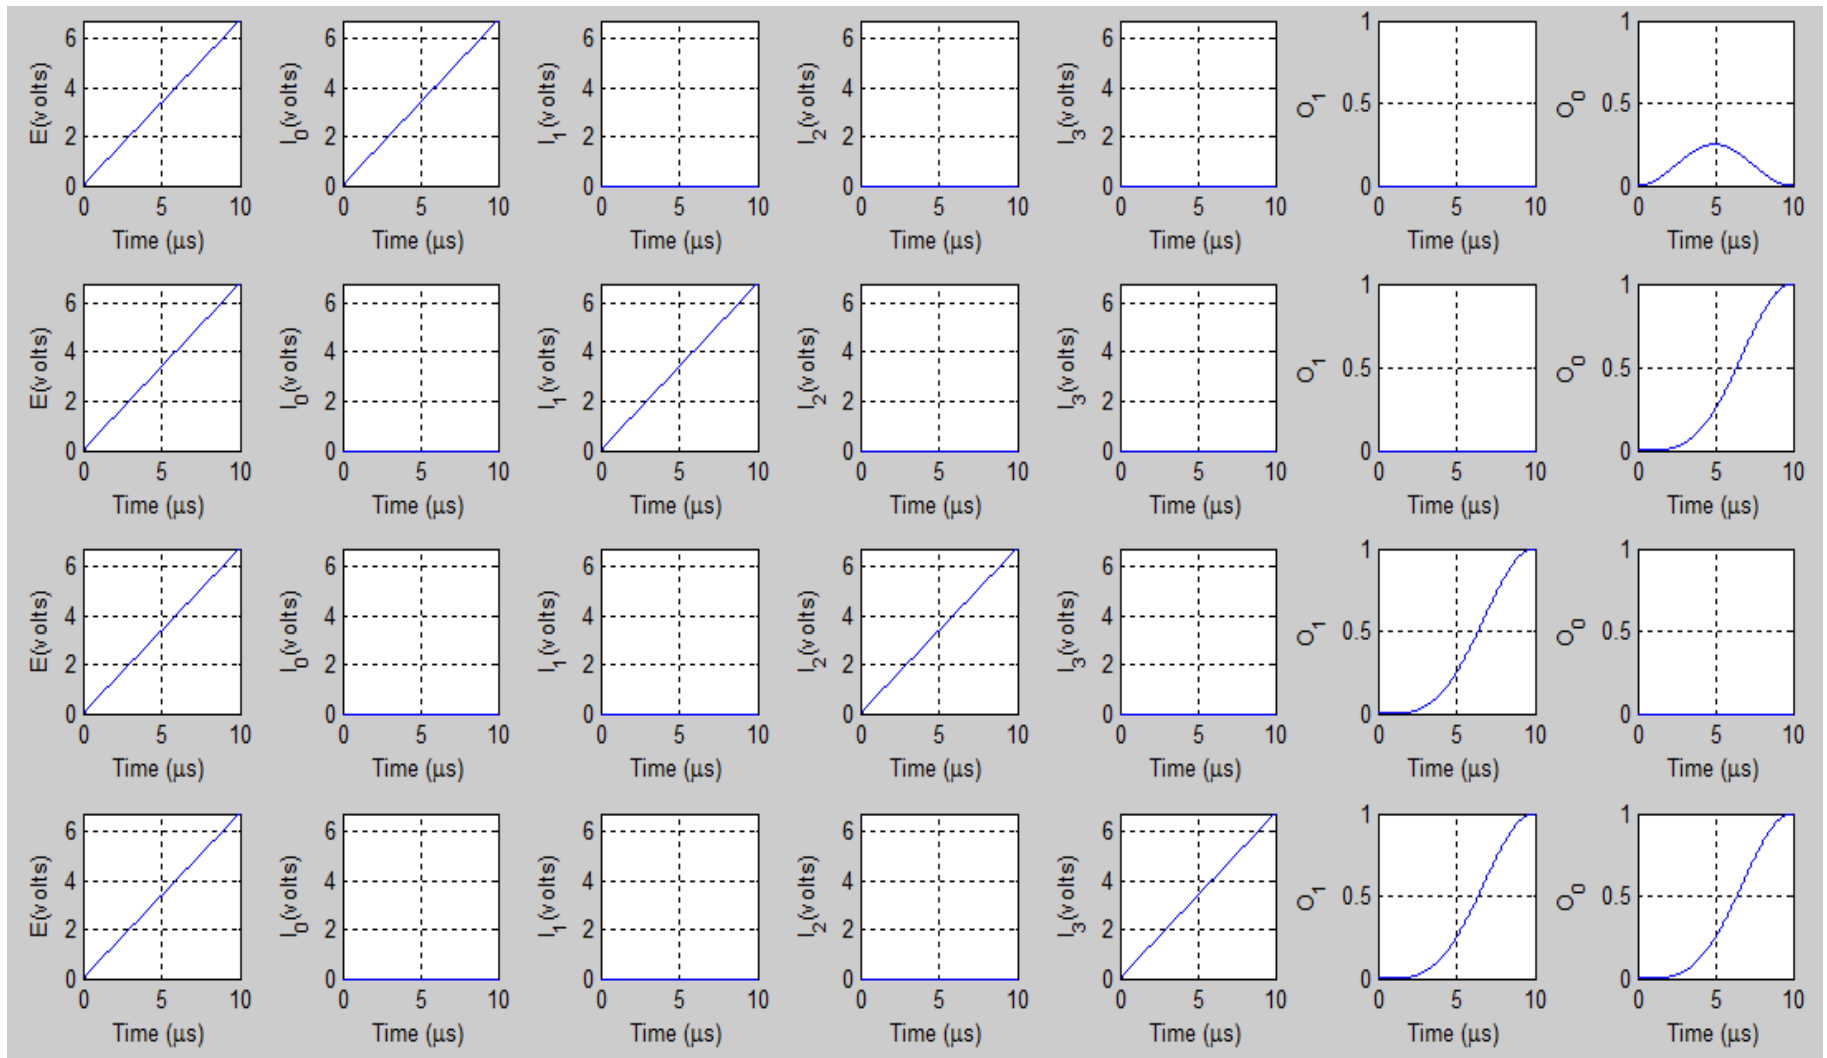 E(volts) 6 4 2 0 0 5 10 Time (μs)
I0(volts) 6 4 2 0 0 5 10 Time (μs)
I1(volts) 6 4 2 0 0 5 10 Time (μs)
I2(volts) 6 4 2 0 0 5 10 Time (μs)
I3(volts) 6 4 2 0 0 5 10 Time (μs)
O1 1 0.5 0 0 5 10 Time (μs)
O0 1 0.5 0 0 5 10 Time (μs)
E(volts) 6 4 2 0 0 5 10 Time (μs)
I0(volts) 6 4 2 0 0 5 10 Time (μs)
I1(volts) 6 4 2 0 0 5 10 Time (μs)
I2(volts) 6 4 2 0 0 5 10 Time (μs)
I3(volts) 6 4 2 0 0 5 10 Time (μs)
O1 1 0.5 0 0 5 10 Time (μs)
O0 1 0.5 0 0 5 10 Time (μs)
E(volts) 6 4 2 0 0 5 10 Time (μs)
I0(volts) 6 4 2 0 0 5 10 Time (μs)
I1(volts) 6 4 2 0 0 5 10 Time (μs)
I2(volts) 6 4 2 0 0 5 10 Time (μs)
I3(volts) 6 4 2 0 0 5 10 Time (μs)
O1 1 0.5 0 0 5 10 Time (μs)
O0 1 0.5 0 0 5 10 Time (μs)
E(volts) 6 4 2 0 0 5 10 Time (μs)
I0(volts) 6 4 2 0 0 5 10 Time (μs)
I1(volts) 6 4 2 0 0 5 10 Time (μs)
I2(volts) 6 4 2 0 0 5 10 Time (μs)
I3(volts) 6 4 2 0 0 5 10 Time (μs)
O1 1 0.5 0 0 5 10 Time (μs)
O0 1 0.5 0 0 5 10 Time (μs)